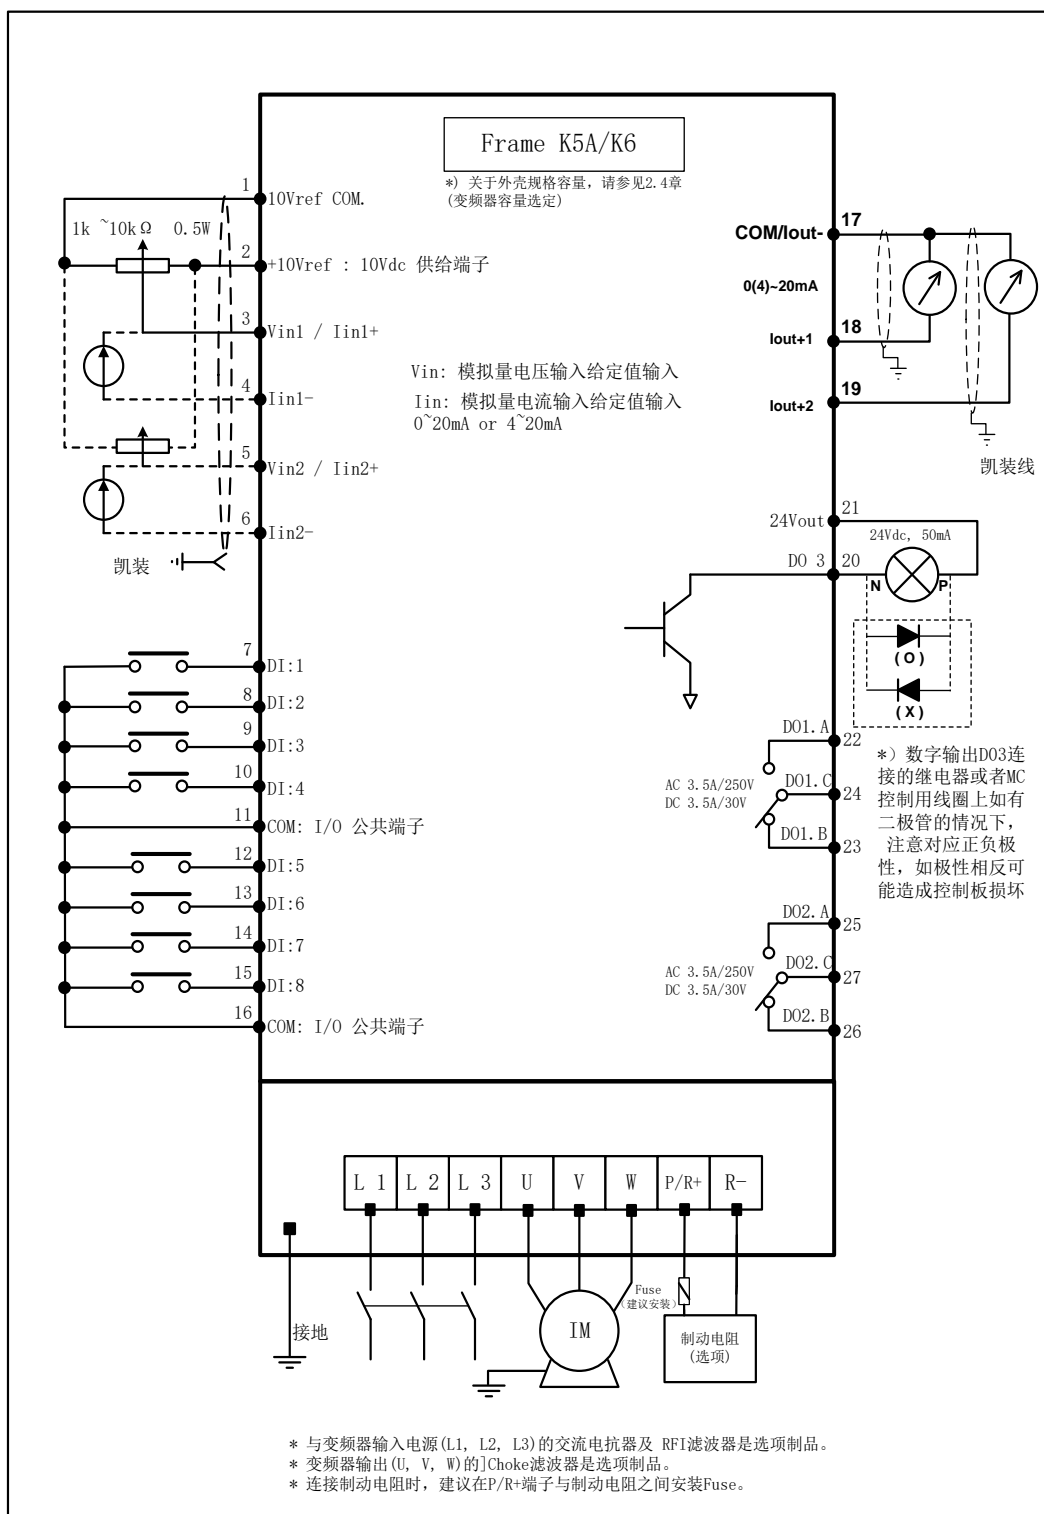 Frame K5A/K6
*) 关于外壳规格容量，请参见2.4章
(变频器容量选定)
1
10Vref COM.
1k ~10kΩ 0.5W
2
+10Vref : 10Vdc 供给端子
3
Vin1 / Iin1+
4
Iin1-
5
Vin2 / Iin2+
6
Iin2-
凯装
Vin: 模拟量电压输入给定值输入
Iin: 模拟量电流输入给定值输入
0~20mA or 4~20mA
COM/Iout-
17
0(4)~20mA
Iout+1
18
Iout+2
19
凯装线
24Vout
21
24Vdc, 50mA
DO 3
20
N
P
(O)
(X)
7
DI:1
8
DI:2
9
DI:3
10
DI:4
11
COM: I/O 公共端子
12
DI:5
13
DI:6
14
DI:7
15
DI:8
16
COM: I/O 公共端子
DO1.A
22
AC 3.5A/250V
DC 3.5A/30V
DO1.C
24
DO1.B
23
*）数字输出DO3连
接的继电器或者MC
控制用线圈上如有
二极管的情况下，
注意对应正负极
性，如极性相反可
能造成控制板损坏
DO2.A
25
AC 3.5A/250V
DC 3.5A/30V
DO2.C
27
DO2.B
26
L 1
L 2
L 3
U
V
W
P/R+
R-
接地
IM
Fuse
(建议安装)
制动电阻
(选项)
* 与变频器输入电源(L1, L2, L3)的交流电抗器及 RFI滤波器是选项制品。
* 变频器输出(U, V, W)的]Choke滤波器是选项制品。
* 连接制动电阻时，建议在P/R+端子与制动电阻之间安装Fuse。